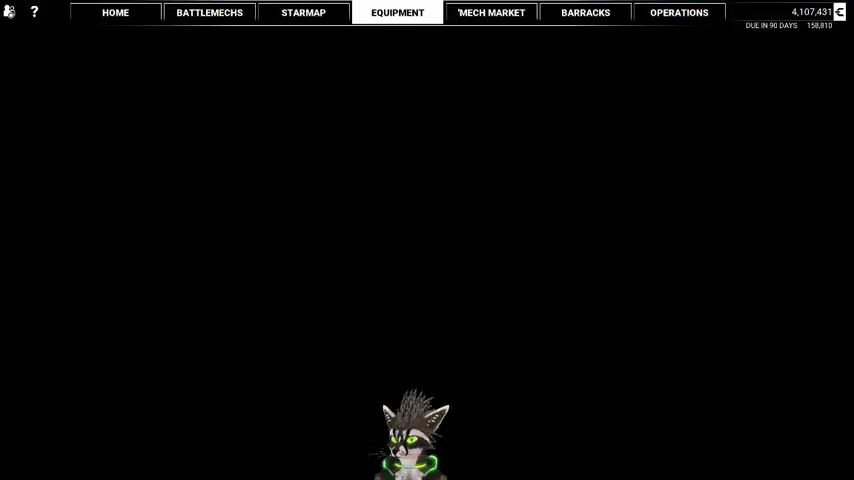 ? HOME BATTLEMECHS STARMAP EQUIPMENT 'MECH MARKET BARRACKS OPERATIONS 4,107,431 €
DUE IN 90 DAYS 158,810